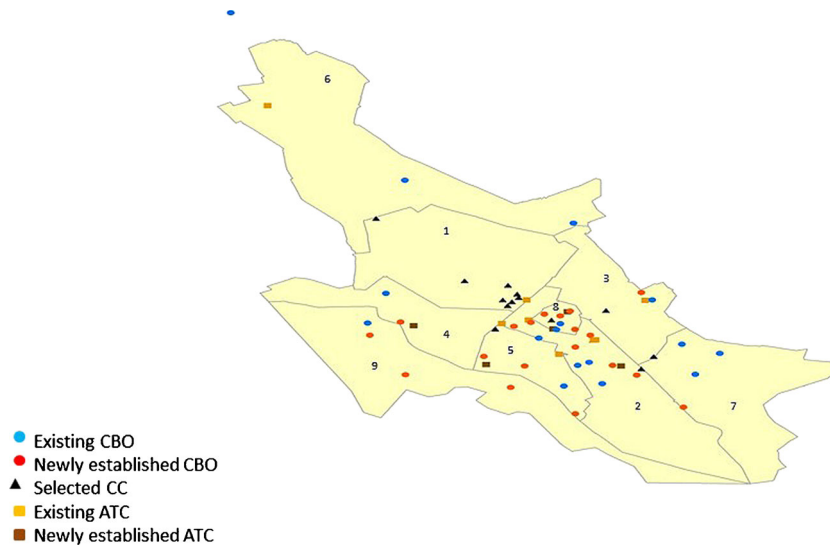 6
1
3
8
4
5
9
2
7
Existing CBO
Newly established CBO
Selected CC
Existing ATC
Newly established ATC